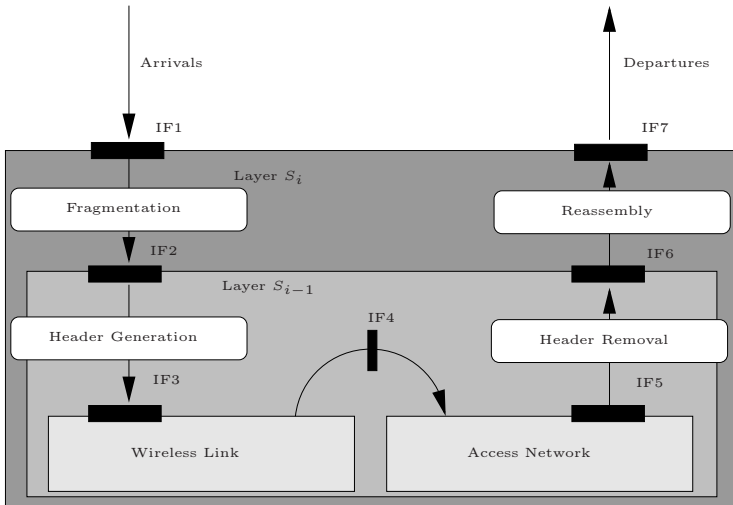 Arrivals
Departures
IF1
IF7
Layer S_i
Fragmentation
Reassembly
IF2
IF6
Layer S_{i−1}
IF4
Header Generation
Header Removal
IF3
IF5
Wireless Link
Access Network